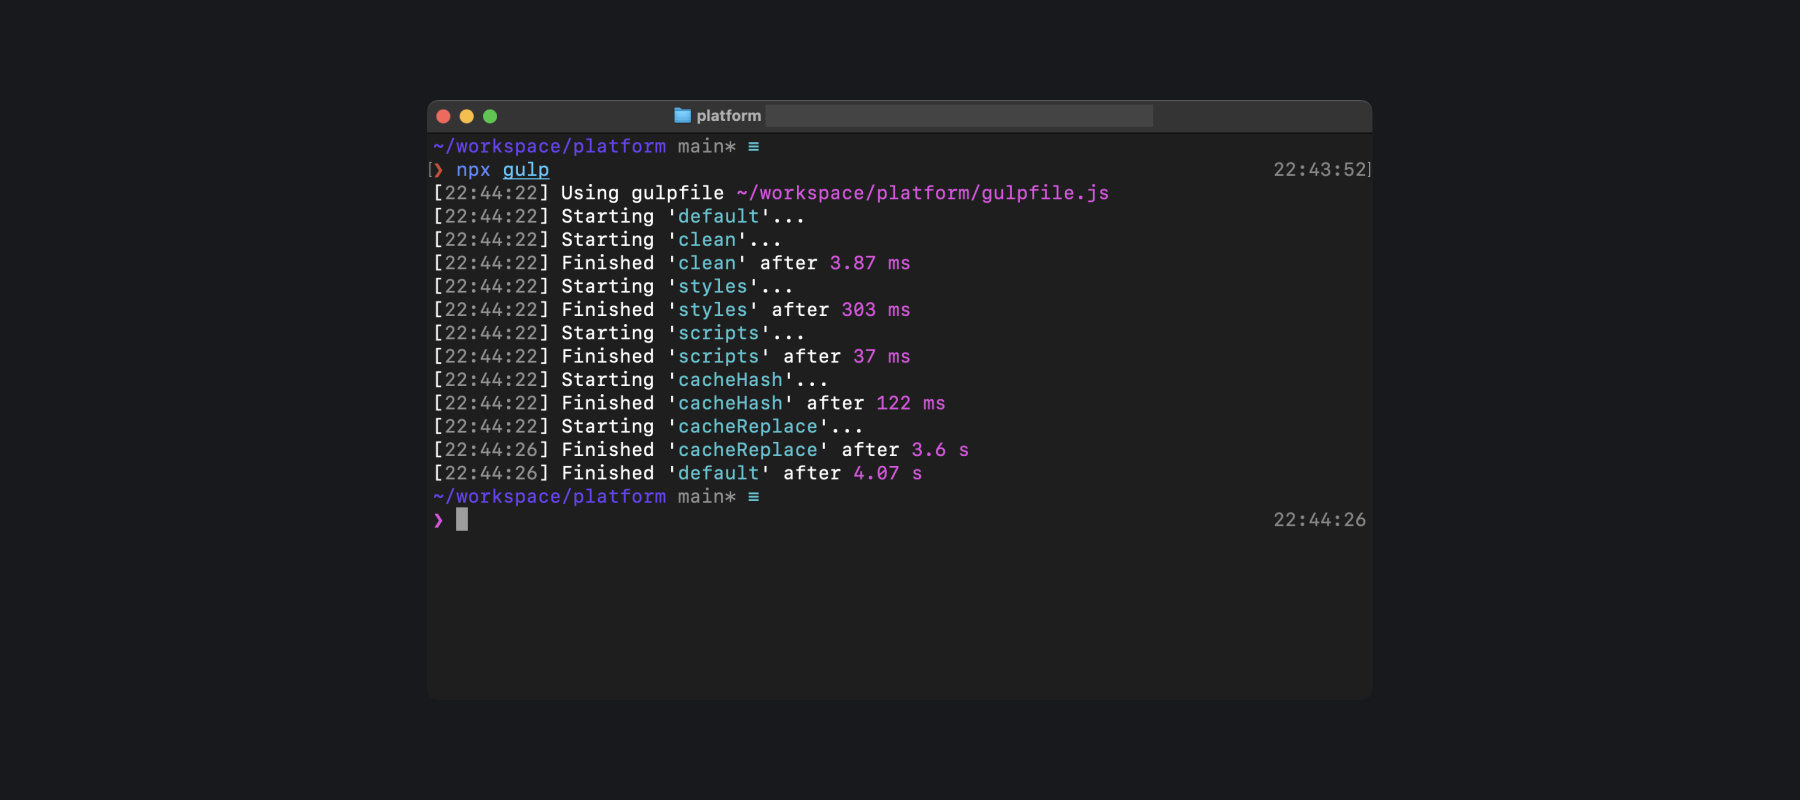 platform
~/workspace/platform main* ≡
[❯ npx gulp 22:43:52]
[22:44:22] Using gulpfile ~/workspace/platform/gulpfile.js
[22:44:22] Starting 'default'...
[22:44:22] Starting 'clean'...
[22:44:22] Finished 'clean' after 3.87 ms
[22:44:22] Starting 'styles'...
[22:44:22] Finished 'styles' after 303 ms
[22:44:22] Starting 'scripts'...
[22:44:22] Finished 'scripts' after 37 ms
[22:44:22] Starting 'cacheHash'...
[22:44:22] Finished 'cacheHash' after 122 ms
[22:44:22] Starting 'cacheReplace'...
[22:44:26] Finished 'cacheReplace' after 3.6 s
[22:44:26] Finished 'default' after 4.07 s
~/workspace/platform main* ≡
❯ 22:44:26